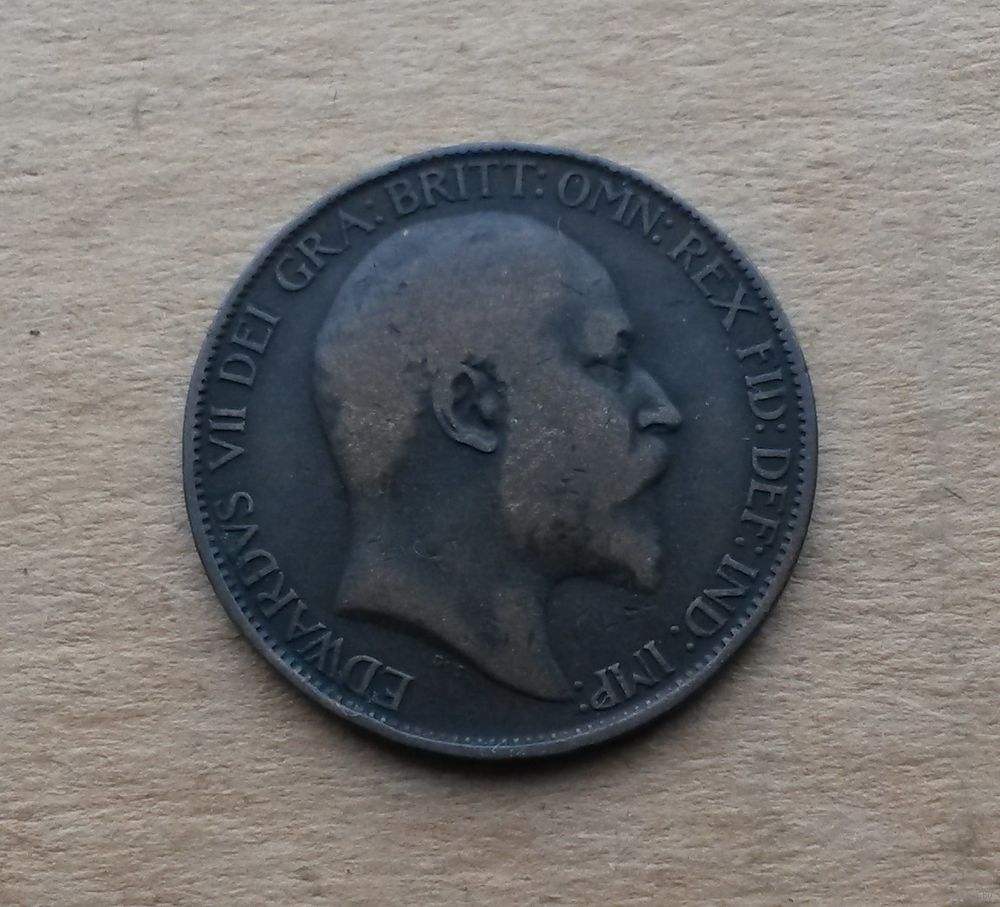 EDWARDVS VII DEI GRA: BRITT: OMN: REX FID: DEF: IND: IMP: